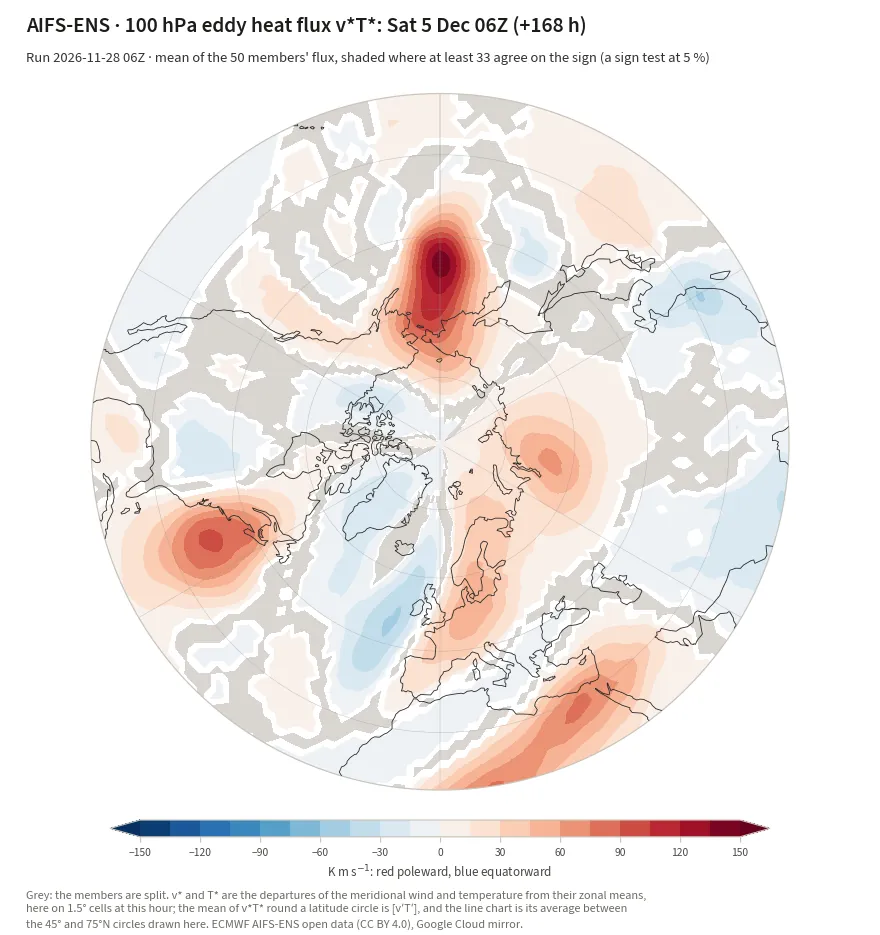 AIFS-ENS · 100 hPa eddy heat flux v*T*: Sat 5 Dec 06Z (+168 h)
Run 2026-11-28 06Z · mean of the 50 members' flux, shaded where at least 33 agree on the sign (a sign test at 5 %)
−150 −120 −90 −60 −30 0 30 60 90 120 150
K m s⁻¹: red poleward, blue equatorward
Grey: the members are split. v* and T* are the departures of the meridional wind and temperature from their zonal means,
here on 1.5° cells at this hour; the mean of v*T* round a latitude circle is [v'T'], and the line chart is its average between
the 45° and 75°N circles drawn here. ECMWF AIFS-ENS open data (CC BY 4.0), Google Cloud mirror.